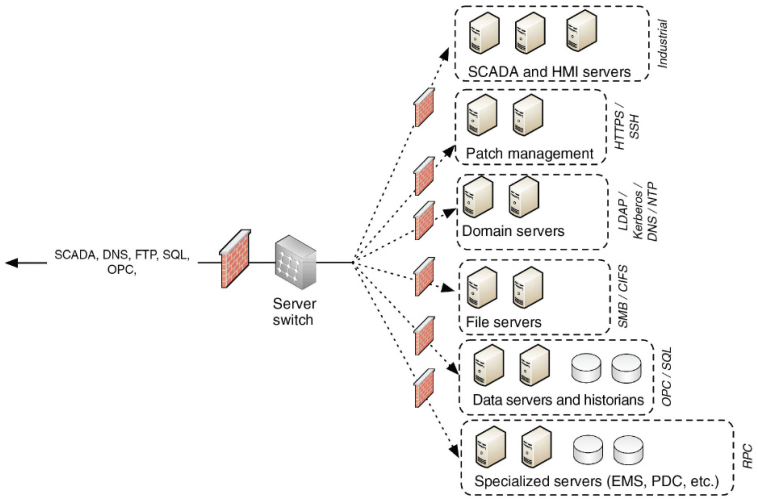 SCADA and HMI servers
Industrial
Patch management
HTTPS /
SSH
Domain servers
LDAP /
Kerberos /
DNS / NTP
SCADA, DNS, FTP, SQL,
OPC,
Server
switch
File servers
SMB / CIFS
Data servers and historians
OPC / SQL
Specialized servers (EMS, PDC, etc.)
RPC